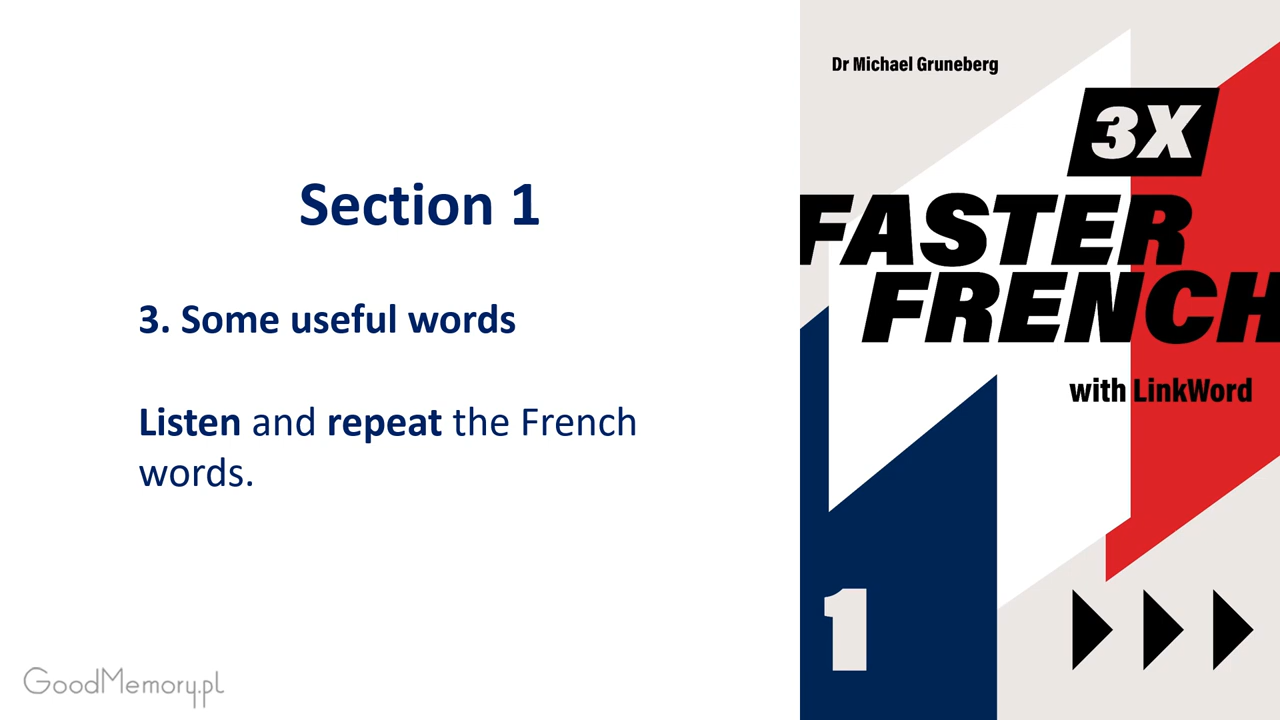 Section 1
3. Some useful words
Listen and repeat the French
words.
GoodMemory.pl
Dr Michael Gruneberg
3X
FASTER
FRENCH
with LinkWord
1